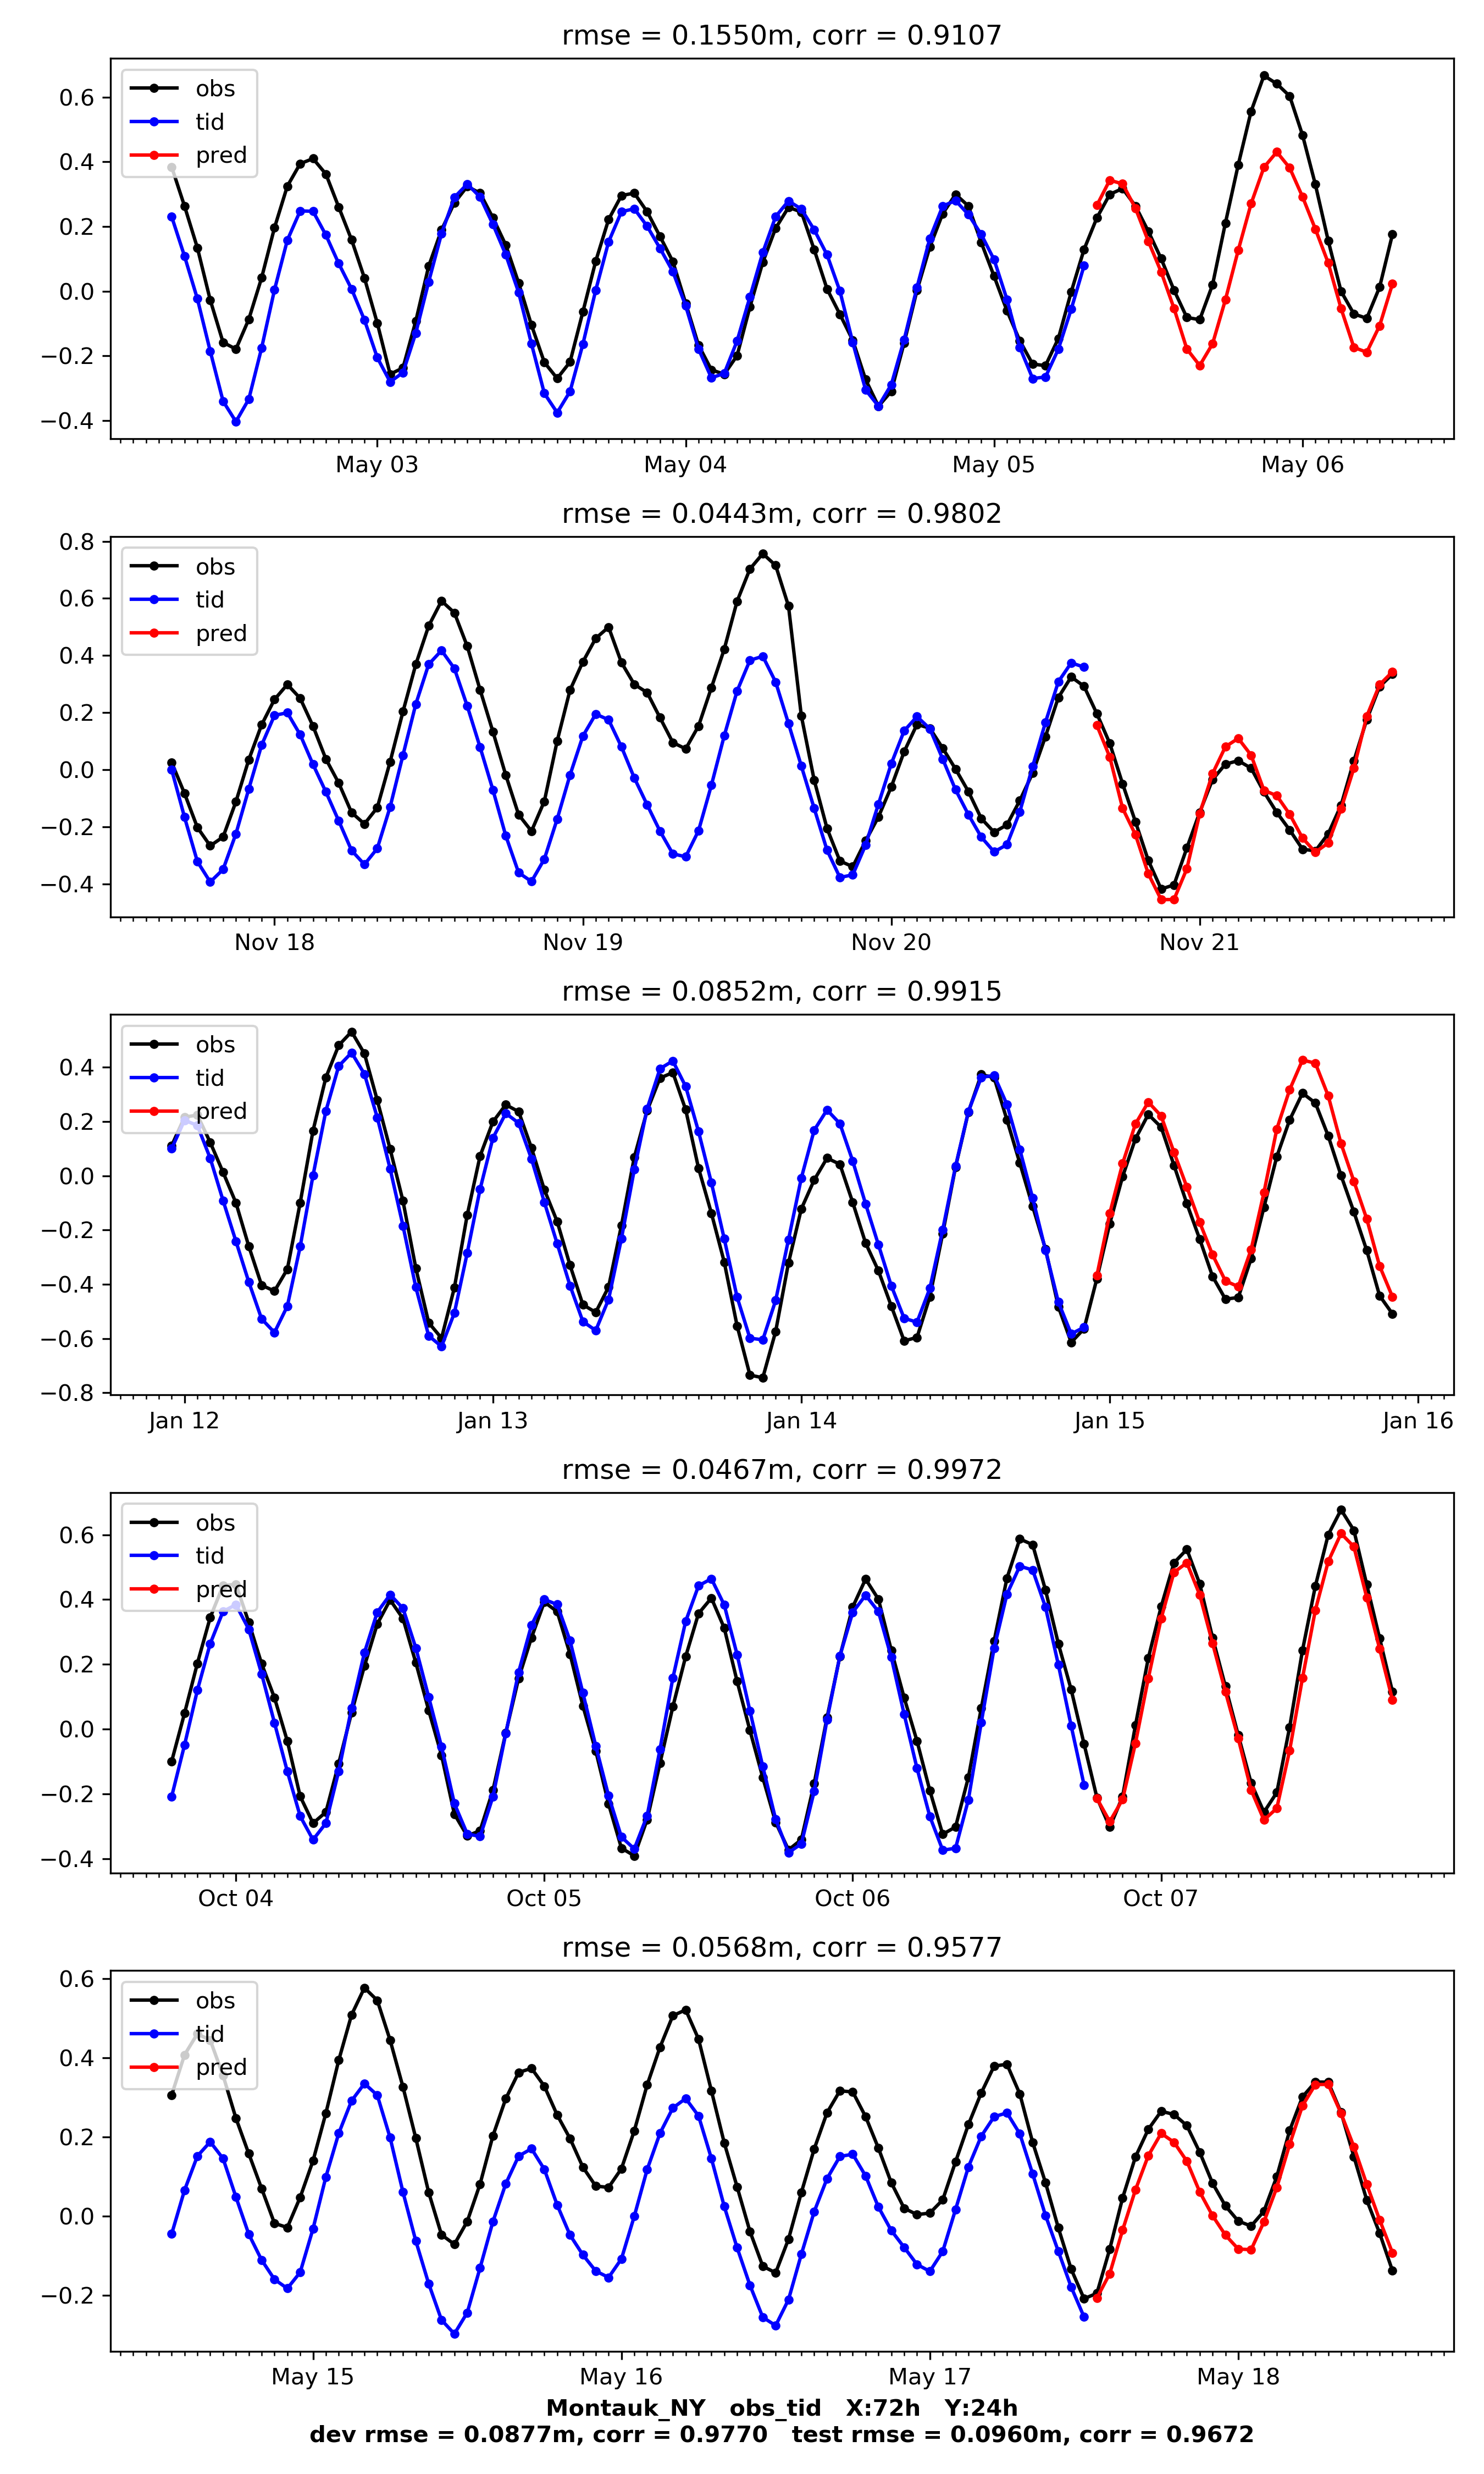 rmse = 0.1550m, corr = 0.9107
obs
tid
pred
0.6
0.4
0.2
0.0
−0.2
−0.4
May 03 May 04 May 05 May 06
rmse = 0.0443m, corr = 0.9802
obs
tid
pred
0.8
0.6
0.4
0.2
0.0
−0.2
−0.4
Nov 18 Nov 19 Nov 20 Nov 21
rmse = 0.0852m, corr = 0.9915
obs
tid
pred
0.4
0.2
0.0
−0.2
−0.4
−0.6
−0.8
Jan 12 Jan 13 Jan 14 Jan 15 Jan 16
rmse = 0.0467m, corr = 0.9972
obs
tid
pred
0.6
0.4
0.2
0.0
−0.2
−0.4
Oct 04 Oct 05 Oct 06 Oct 07
rmse = 0.0568m, corr = 0.9577
obs
tid
pred
0.6
0.4
0.2
0.0
−0.2
May 15 May 16 May 17 May 18
Montauk_NY obs_tid X:72h Y:24h
dev rmse = 0.0877m, corr = 0.9770 test rmse = 0.0960m, corr = 0.9672